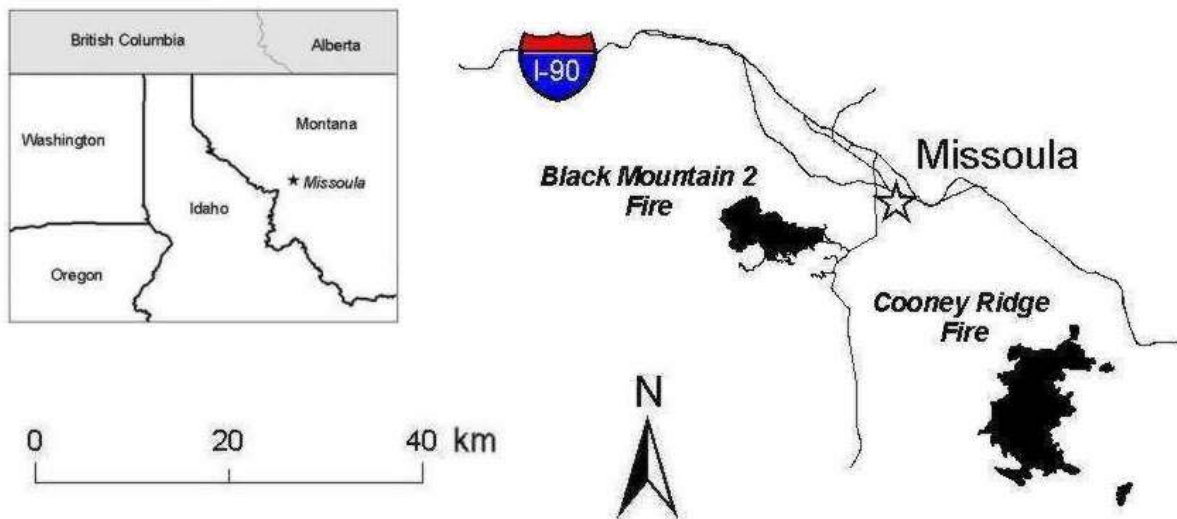 British Columbia
Alberta
Washington
Montana
Missoula
Idaho
Oregon
I-90
Missoula
Black Mountain 2
Fire
Cooney Ridge
Fire
N
0 20 40 km